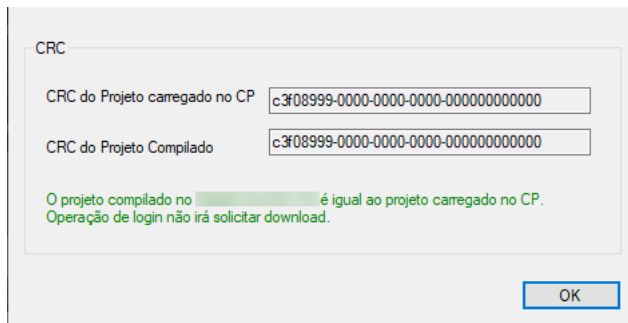 CRC
CRC do Projeto carregado no CP c3f08999-0000-0000-0000-000000000000
CRC do Projeto Compilado c3f08999-0000-0000-0000-000000000000
O projeto compilado no é igual ao projeto carregado no CP.
Operação de login não irá solicitar download.
OK